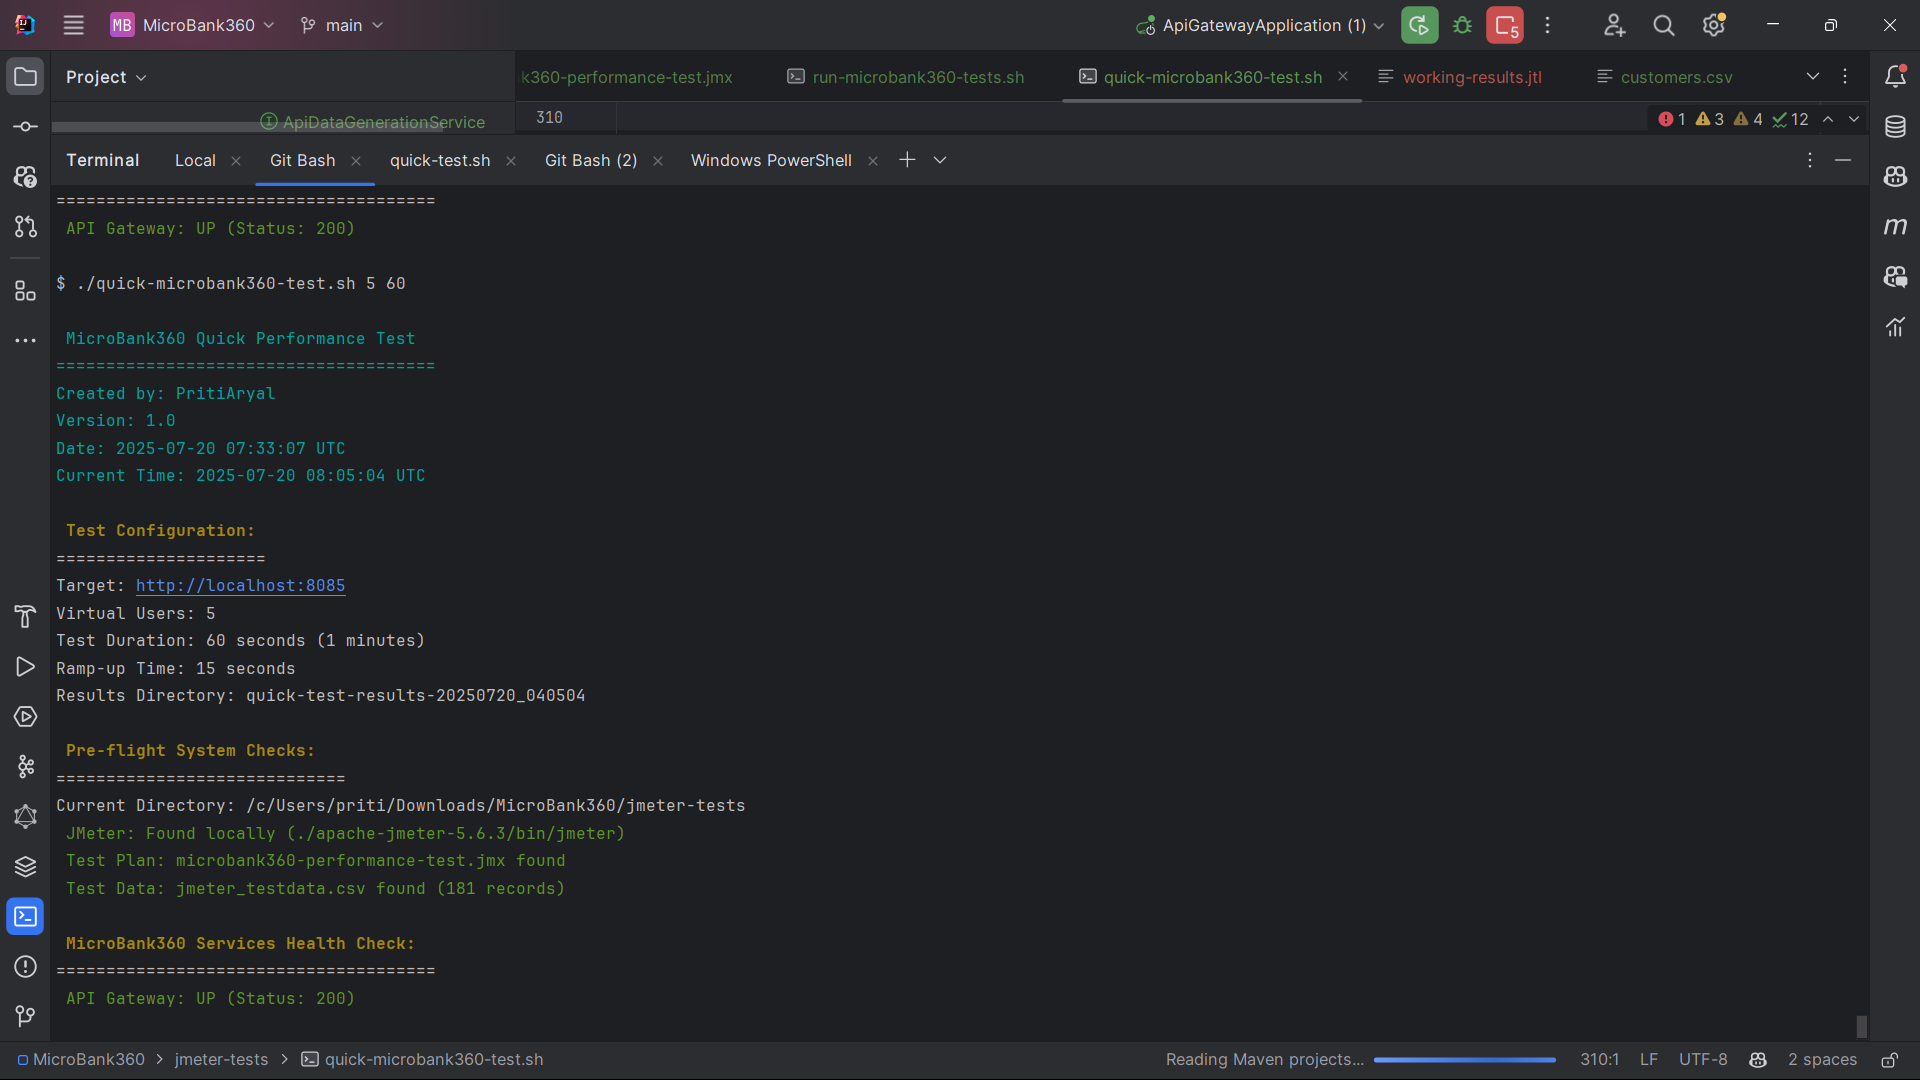 MB MicroBank360 main ApiGatewayApplication (1) 5
Project k360-performance-test.jmx run-microbank360-tests.sh quick-microbank360-test.sh working-results.jtl customers.csv
ApiDataGenerationService 310 1 3 4 12
Terminal Local Git Bash quick-test.sh Git Bash (2) Windows PowerShell
======================================
API Gateway: UP (Status: 200)
$ ./quick-microbank360-test.sh 5 60
MicroBank360 Quick Performance Test
======================================
Created by: PritiAryal
Version: 1.0
Date: 2025-07-20 07:33:07 UTC
Current Time: 2025-07-20 08:05:04 UTC
Test Configuration:
=====================
Target: http://localhost:8085
Virtual Users: 5
Test Duration: 60 seconds (1 minutes)
Ramp-up Time: 15 seconds
Results Directory: quick-test-results-20250720_040504
Pre-flight System Checks:
=============================
Current Directory: /c/Users/priti/Downloads/MicroBank360/jmeter-tests
JMeter: Found locally (./apache-jmeter-5.6.3/bin/jmeter)
Test Plan: microbank360-performance-test.jmx found
Test Data: jmeter_testdata.csv found (181 records)
MicroBank360 Services Health Check:
======================================
API Gateway: UP (Status: 200)
MicroBank360 > jmeter-tests > quick-microbank360-test.sh Reading Maven projects... 310:1 LF UTF-8 2 spaces